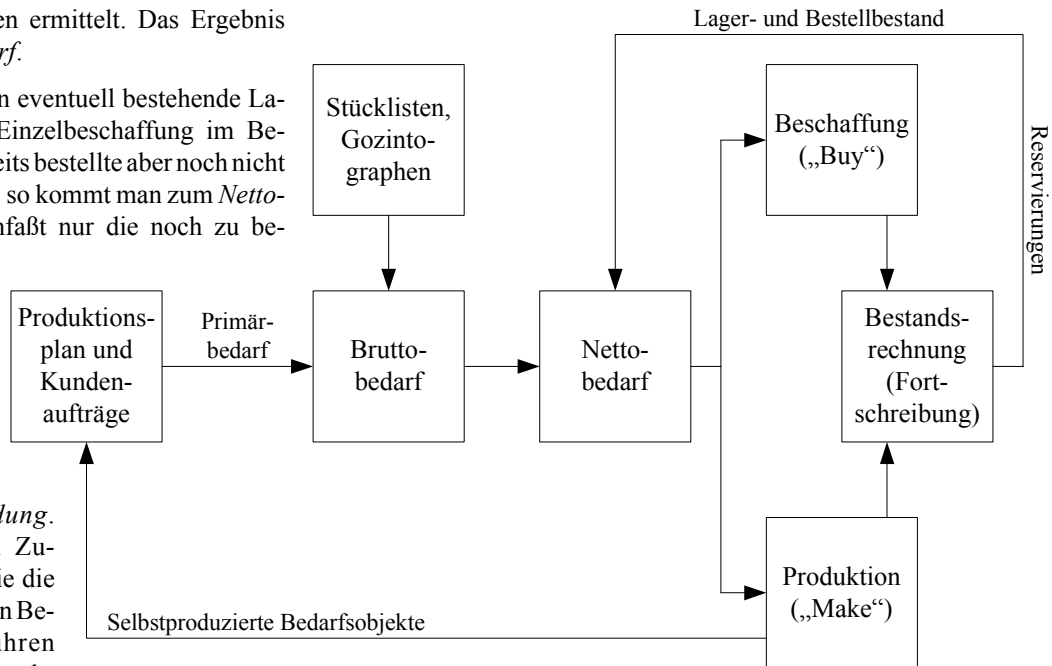 en ermittelt. Das Ergebnis
rf.
n eventuell bestehende La-
Einzelbeschaffung im Be-
eits bestellte aber noch nicht
, so kommt man zum Netto-
nfaßt nur die noch zu be-
Lager- und Bestellbestand
Stücklisten,
Gozinto-
graphen
Beschaffung
(„Buy“)
Reservierungen
Produktions-
plan und
Kunden-
aufträge
Primär-
bedarf
Brutto-
bedarf
Netto-
bedarf
Bestands-
rechnung
(Fort-
schreibung)
dung.
Zu-
ie die
n Be-
ühren
Selbstproduzierte Bedarfsobjekte
Produktion
(„Make“)